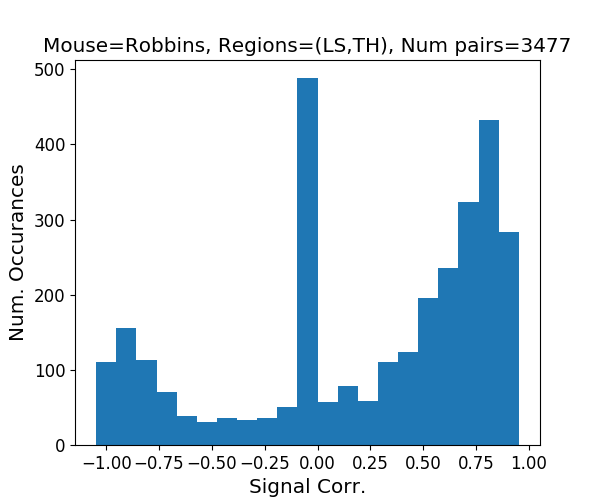 Mouse=Robbins, Regions=(LS,TH), Num pairs=3477
500
400
300
200
100
0
Num. Occurances
−1.00 −0.75 −0.50 −0.25 0.00 0.25 0.50 0.75 1.00
Signal Corr.